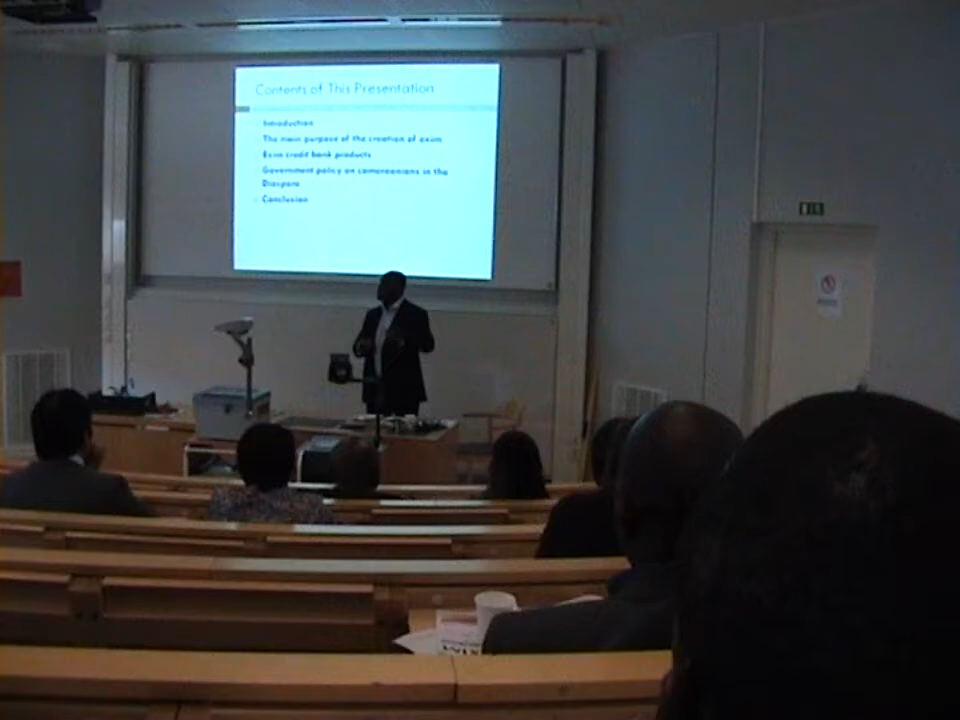 Contents of This Presentation
Introduction
The main purpose of the creation of exim
Exim credit bank products
Government policy on cameroonians in the
Diaspora
Conclusion